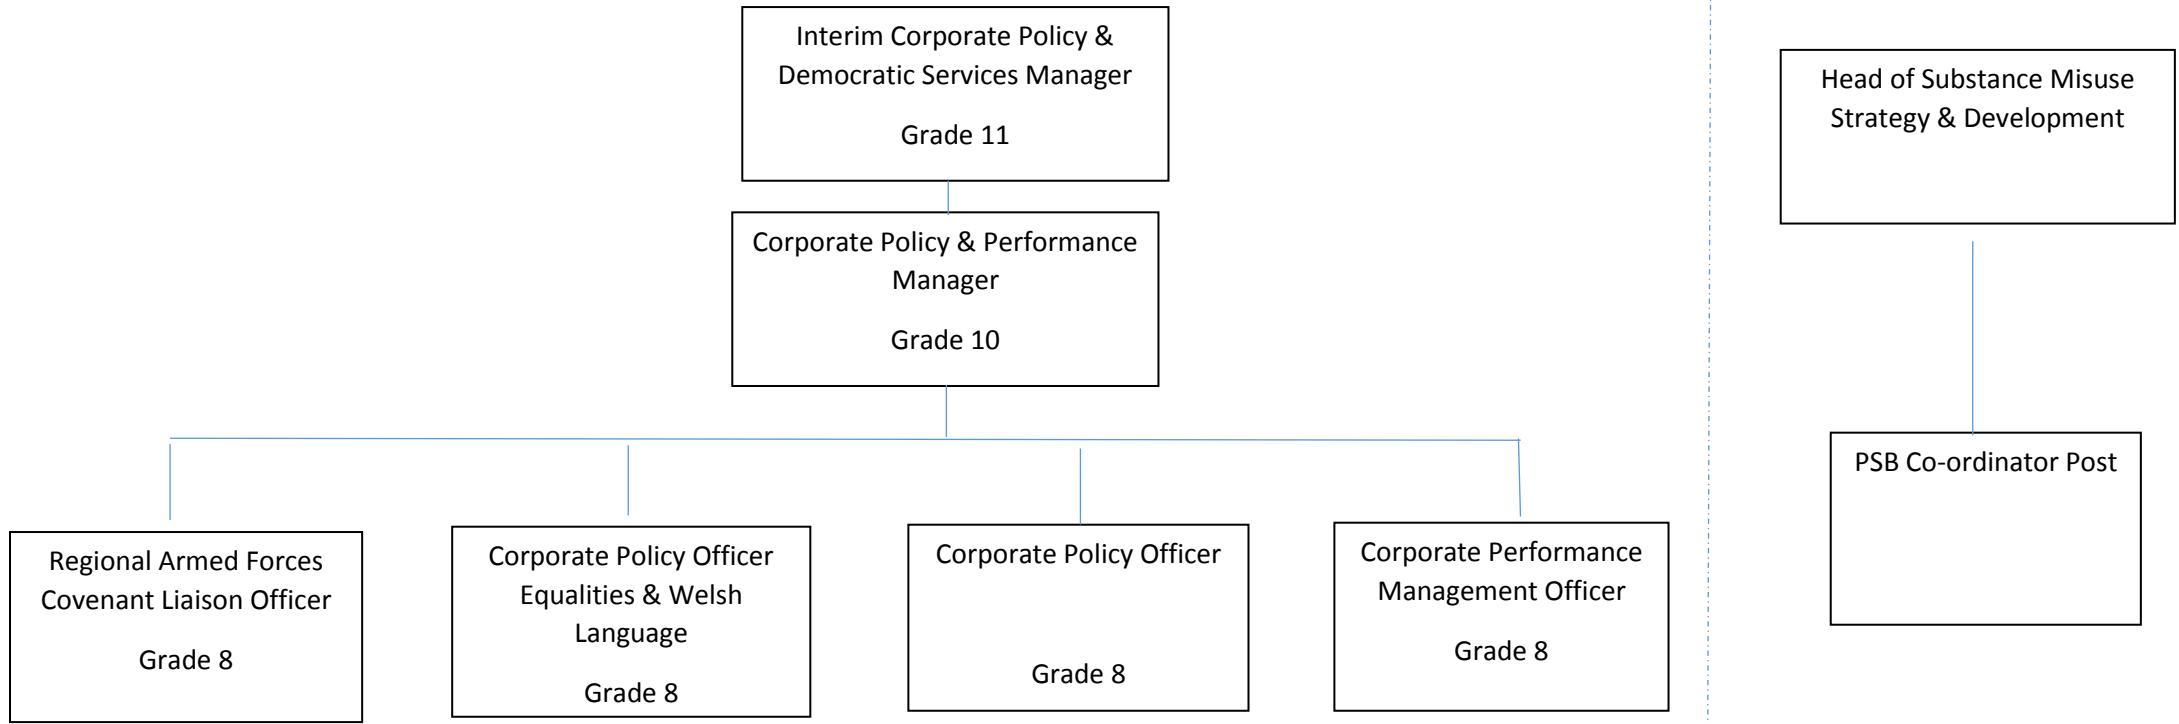 Interim Corporate Policy &
Democratic Services Manager
Grade 11
Head of Substance Misuse
Strategy & Development
Corporate Policy & Performance
Manager
Grade 10
PSB Co-ordinator Post
Regional Armed Forces
Covenant Liaison Officer
Grade 8
Corporate Policy Officer
Equalities & Welsh
Language
Grade 8
Corporate Policy Officer
Grade 8
Corporate Performance
Management Officer
Grade 8